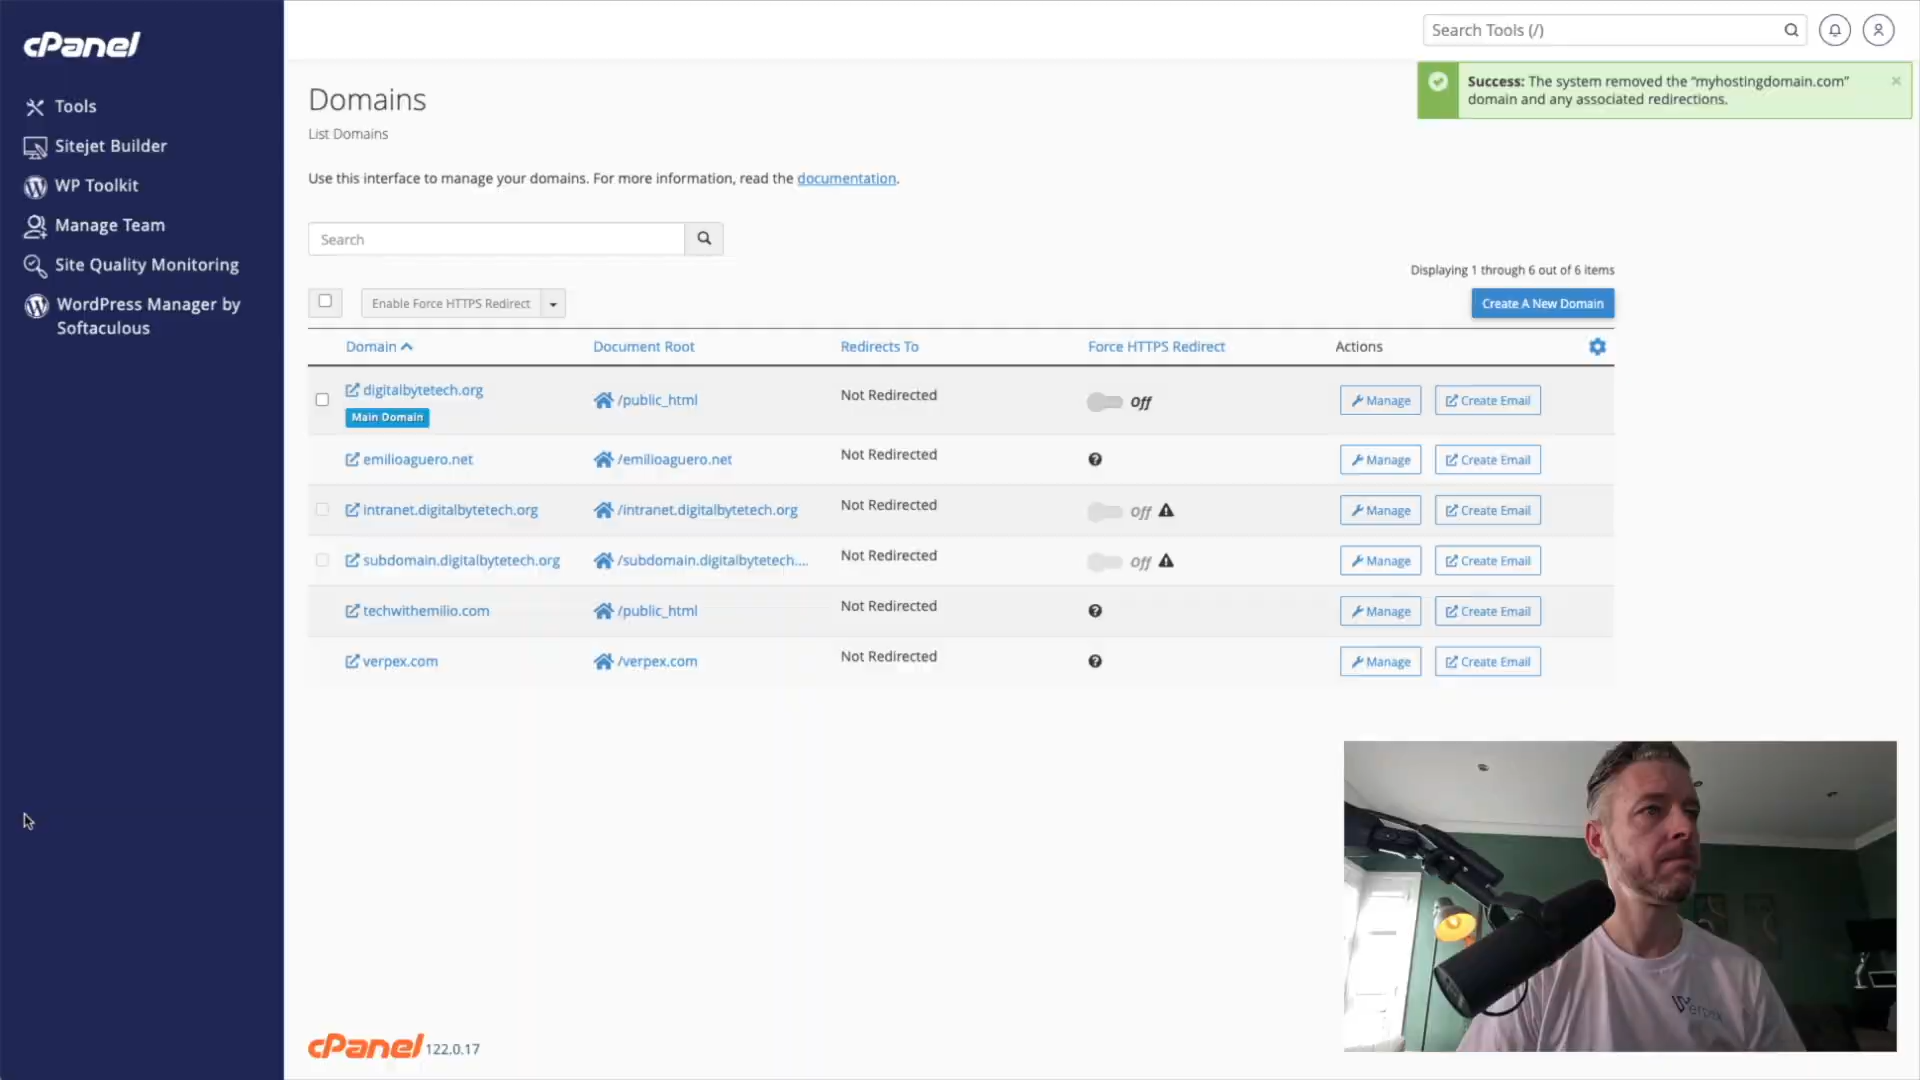 cPanel
Search Tools (/)
Success: The system removed the “myhostingdomain.com”
domain and any associated redirections.
Tools
Sitejet Builder
WP Toolkit
Manage Team
Site Quality Monitoring
WordPress Manager by
Softaculous
Domains
List Domains
Use this interface to manage your domains. For more information, read the documentation.
Search
Displaying 1 through 6 out of 6 items
Enable Force HTTPS Redirect
Create A New Domain
Domain Document Root Redirects To Force HTTPS Redirect Actions
digitalbytetech.org /public_html Not Redirected Off Manage Create Email
Main Domain
emilioaguero.net /emilioaguero.net Not Redirected Manage Create Email
intranet.digitalbytetech.org /intranet.digitalbytetech.org Not Redirected Off Manage Create Email
subdomain.digitalbytetech.org /subdomain.digitalbytetech.... Not Redirected Off Manage Create Email
techwithemilio.com /public_html Not Redirected Manage Create Email
verpex.com /verpex.com Not Redirected Manage Create Email
Verpex
cPanel 122.0.17